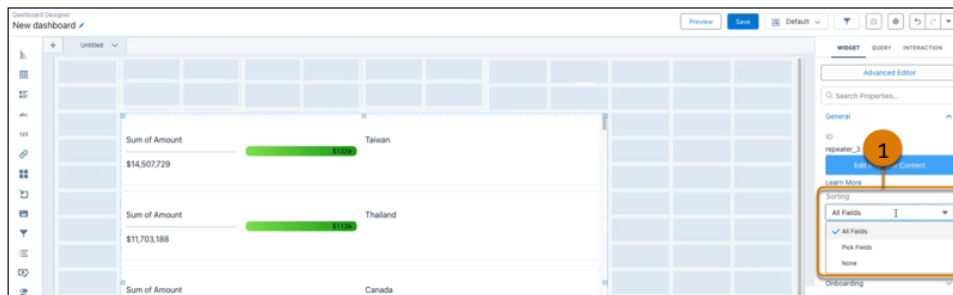 Dashboard Designer
New dashboard
Preview
Save
Default
+
Untitled
WIDGET QUERY INTERACTION
Advanced Editor
Search Properties...
General
ID
repeater_3
1
Learn More
Sorting
All Fields
All Fields
Pick Fields
None
Onboarding
abc
123
Sum of Amount
Taiwan
$14,507,729
Sum of Amount
Thailand
$11,703,188
Sum of Amount
Canada